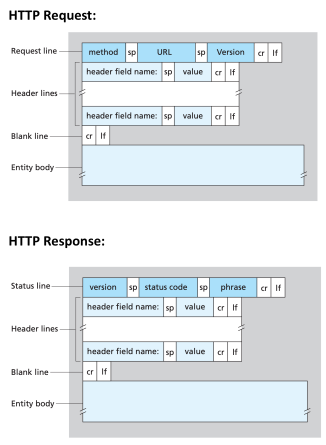 HTTP Request:
Request line method sp URL sp Version cr lf
header field name: sp value cr lf
Header lines
header field name: sp value cr lf
Blank line cr lf
Entity body
HTTP Response:
Status line version sp status code sp phrase cr lf
header field name: sp value cr lf
Header lines
header field name: sp value cr lf
Blank line cr lf
Entity body